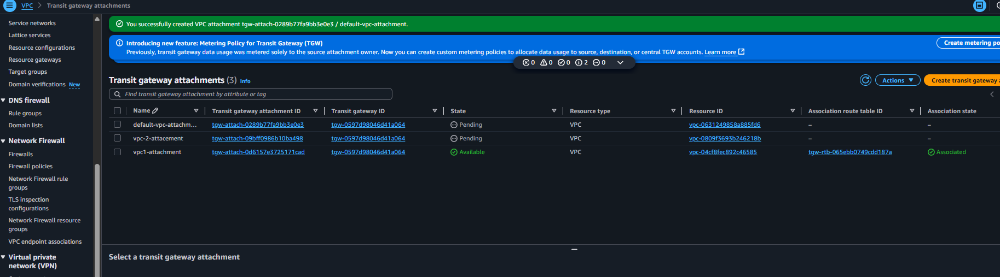 VPC > Transit gateway attachments
Service networks
Lattice services
Resource configurations
Resource gateways
Target groups
Domain verifications New
DNS firewall
Rule groups
Domain lists
Network Firewall
Firewalls
Firewall policies
Network Firewall rule
groups
TLS inspection
configurations
Network Firewall resource
groups
VPC endpoint associations
Virtual private
network (VPN)
You successfully created VPC attachment tgw-attach-0289b77fa9bb3e0e3 / default-vpc-attachment.
Introducing new feature: Metering Policy for Transit Gateway (TGW)
Create metering po
Previously, transit gateway data usage was metered solely to the source attachment owner. Now you can create custom metering policies to allocate data usage to source, destination, or central TGW accounts. Learn more
0 0 0 2 0
Transit gateway attachments (3) Info
Actions
Create transit gateway a
Find transit gateway attachment by attribute or tag
Name Transit gateway attachment ID Transit gateway ID State Resource type Resource ID Association route table ID Association state
default-vpc-attachm... tgw-attach-0289b77fa9bb3e0e3 tgw-0597d98046d41a064 Pending VPC vpc-0631249858a885fd6 – –
vpc-2-attacement tgw-attach-09bff0986b10ba498 tgw-0597d98046d41a064 Pending VPC vpc-0809f3693b246218b – –
vpc1-attachment tgw-attach-0d6157e3725171cad tgw-0597d98046d41a064 Available VPC vpc-04cf8fec892c46585 tgw-rtb-065ebb0749cdd187a Associated
Select a transit gateway attachment